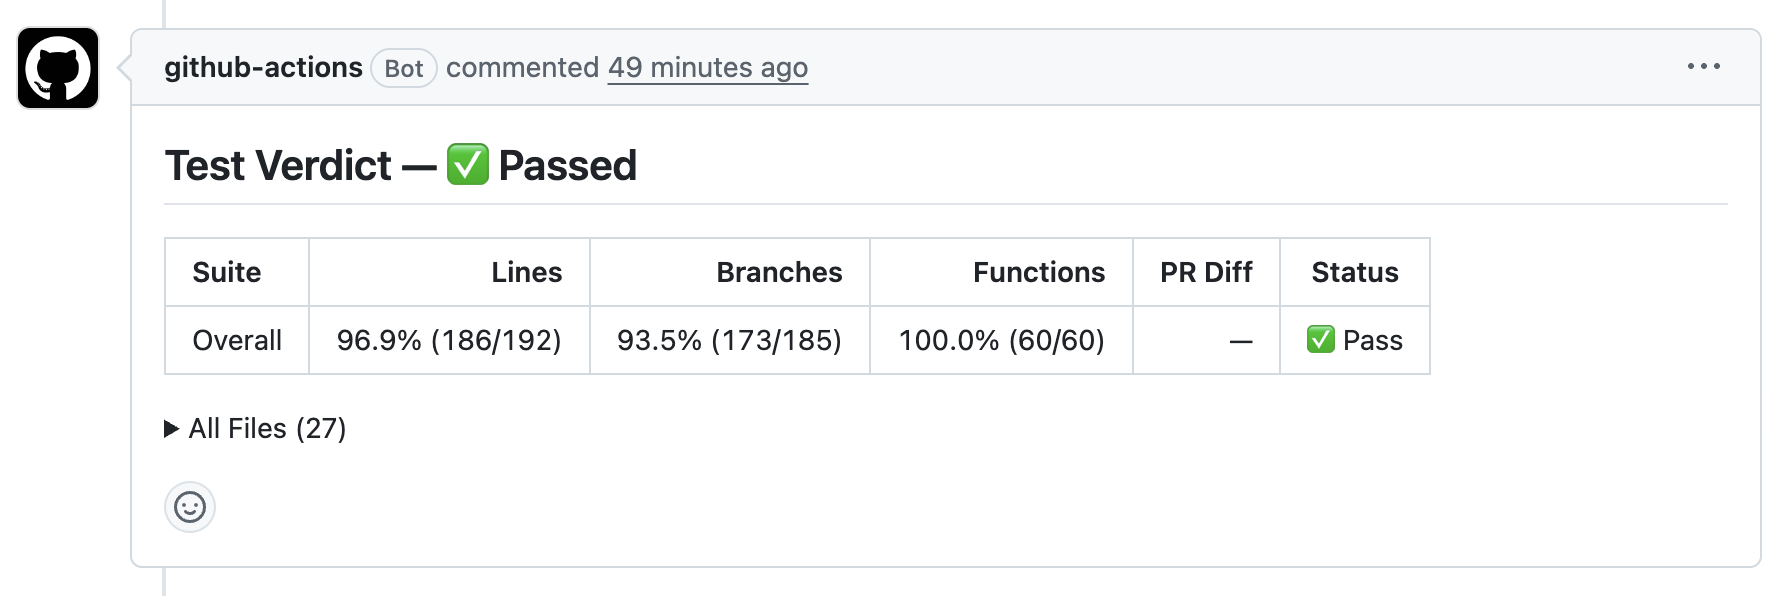 github-actions Bot commented 49 minutes ago
Test Verdict — ✅ Passed
Suite Lines Branches Functions PR Diff Status
Overall 96.9% (186/192) 93.5% (173/185) 100.0% (60/60) — ✅ Pass
▶ All Files (27)